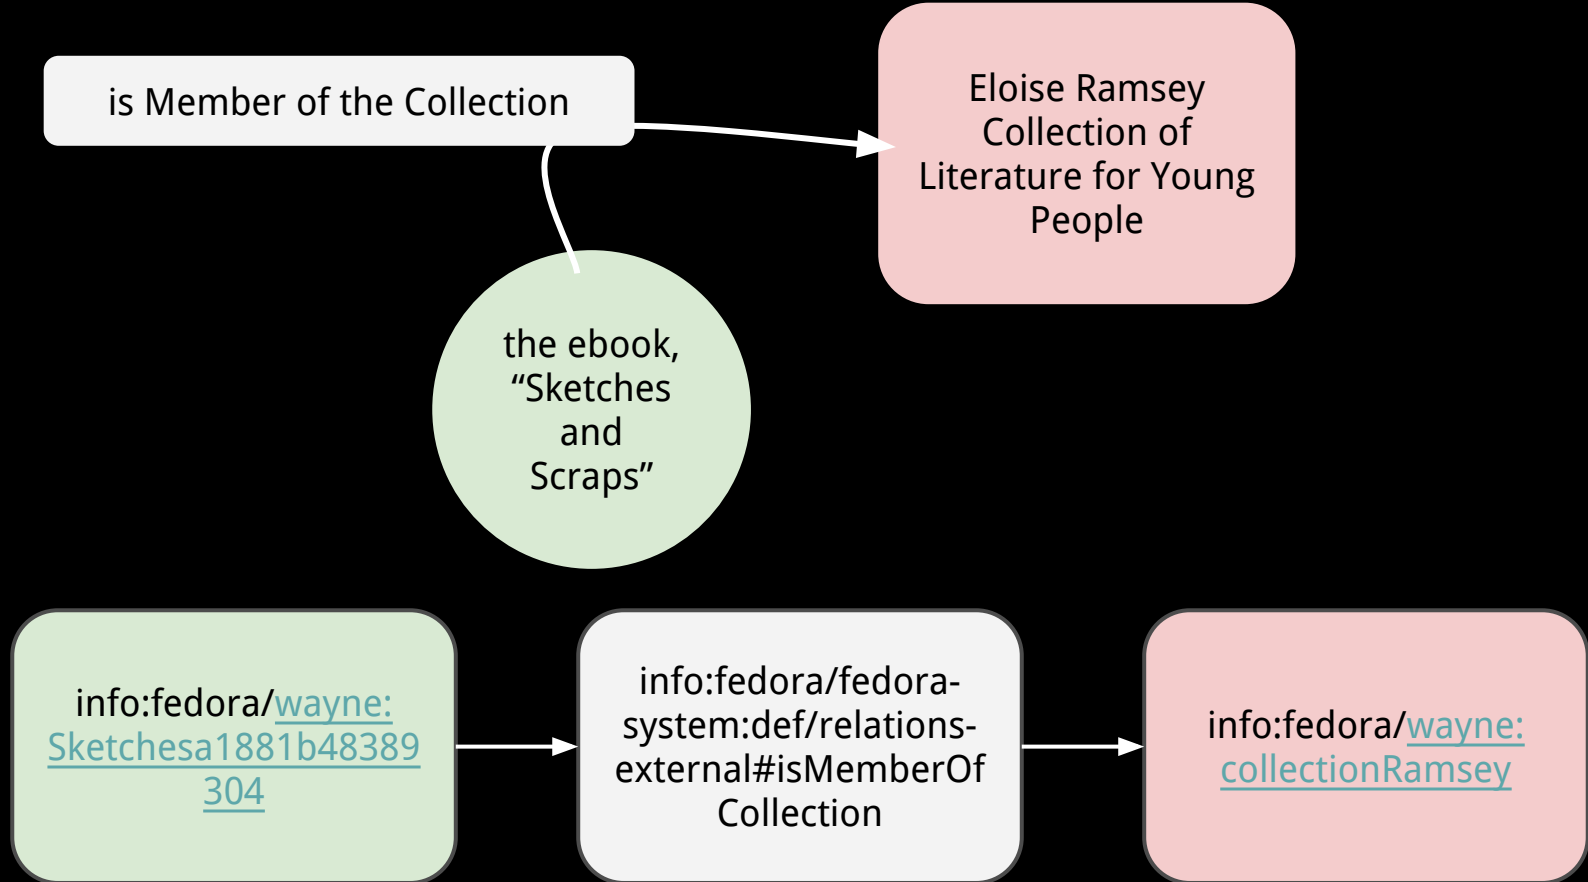 is Member of the Collection
Eloise Ramsey
Collection of
Literature for Young
People
the ebook,
“Sketches
and
Scraps”
info:fedora/wayne:
Sketchesa1881b48389
304
info:fedora/fedora-
system:def/relations-
external#isMemberOf
Collection
info:fedora/wayne:
collectionRamsey